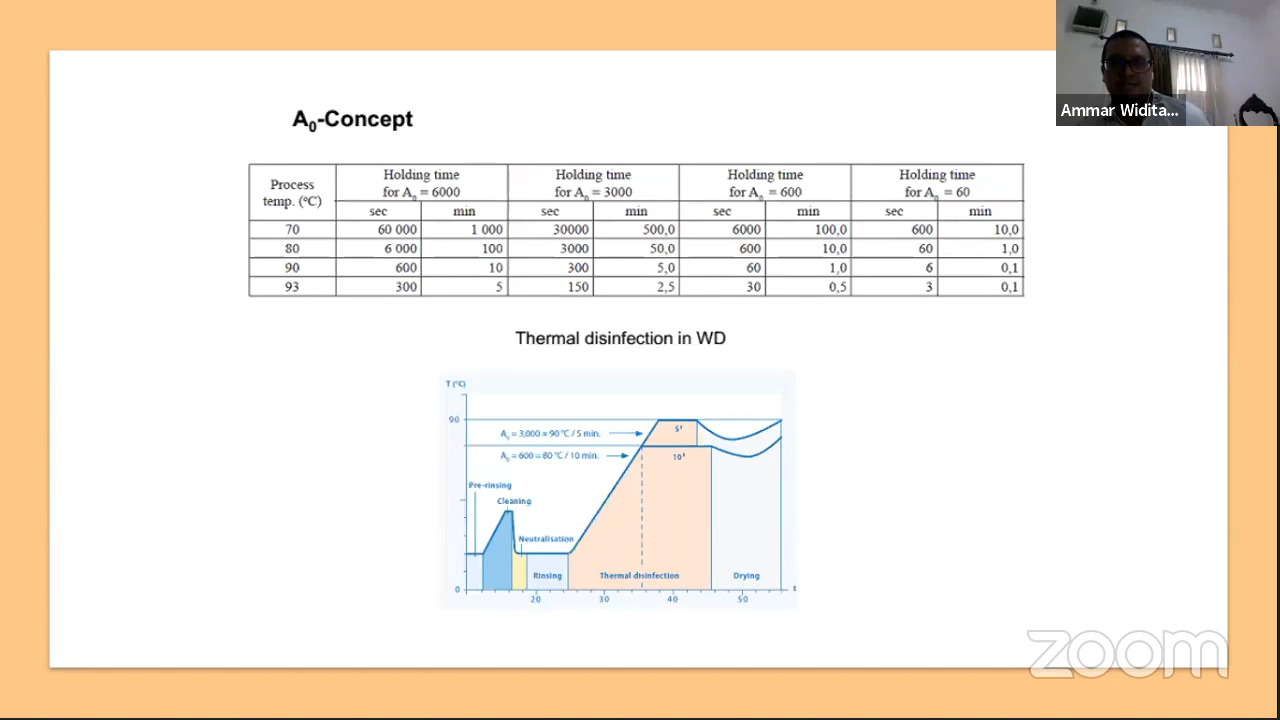 Ammar Widita...
A₀-Concept
Process temp. (°C) Holding time for A₀ = 6000 Holding time for A₀ = 3000 Holding time for A₀ = 600 Holding time for A₀ = 60
sec min sec min sec min sec min
70 60 000 1 000 30000 500,0 6000 100,0 600 10,0
80 6 000 100 3000 50,0 600 10,0 60 1,0
90 600 10 300 5,0 60 1,0 6 0,1
93 300 5 150 2,5 30 0,5 3 0,1
Thermal disinfection in WD
T (°C)
90
A₀ = 3,000 = 90 °C / 5 min.
5'
A₀ = 600 = 80 °C / 10 min.
10'
Pre-rinsing
Cleaning
Neutralisation
Rinsing
Thermal disinfection
Drying
0
t
20 30 40 50
zoom